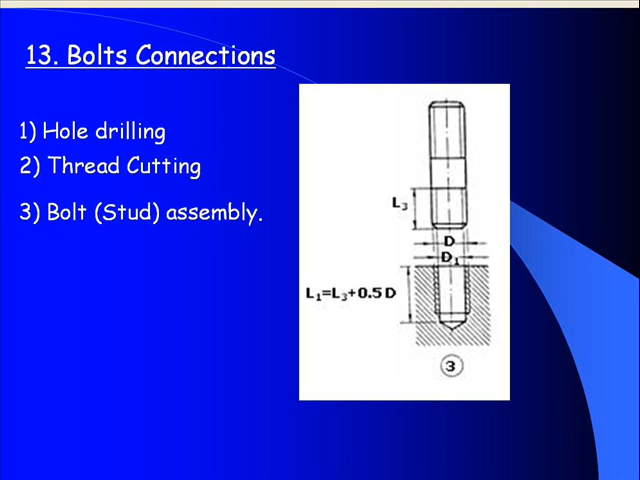 13. Bolts Connections
1) Hole drilling
2) Thread Cutting
3) Bolt (Stud) assembly.
L₃
D
D₁
L₁=L₃+0.5D
3